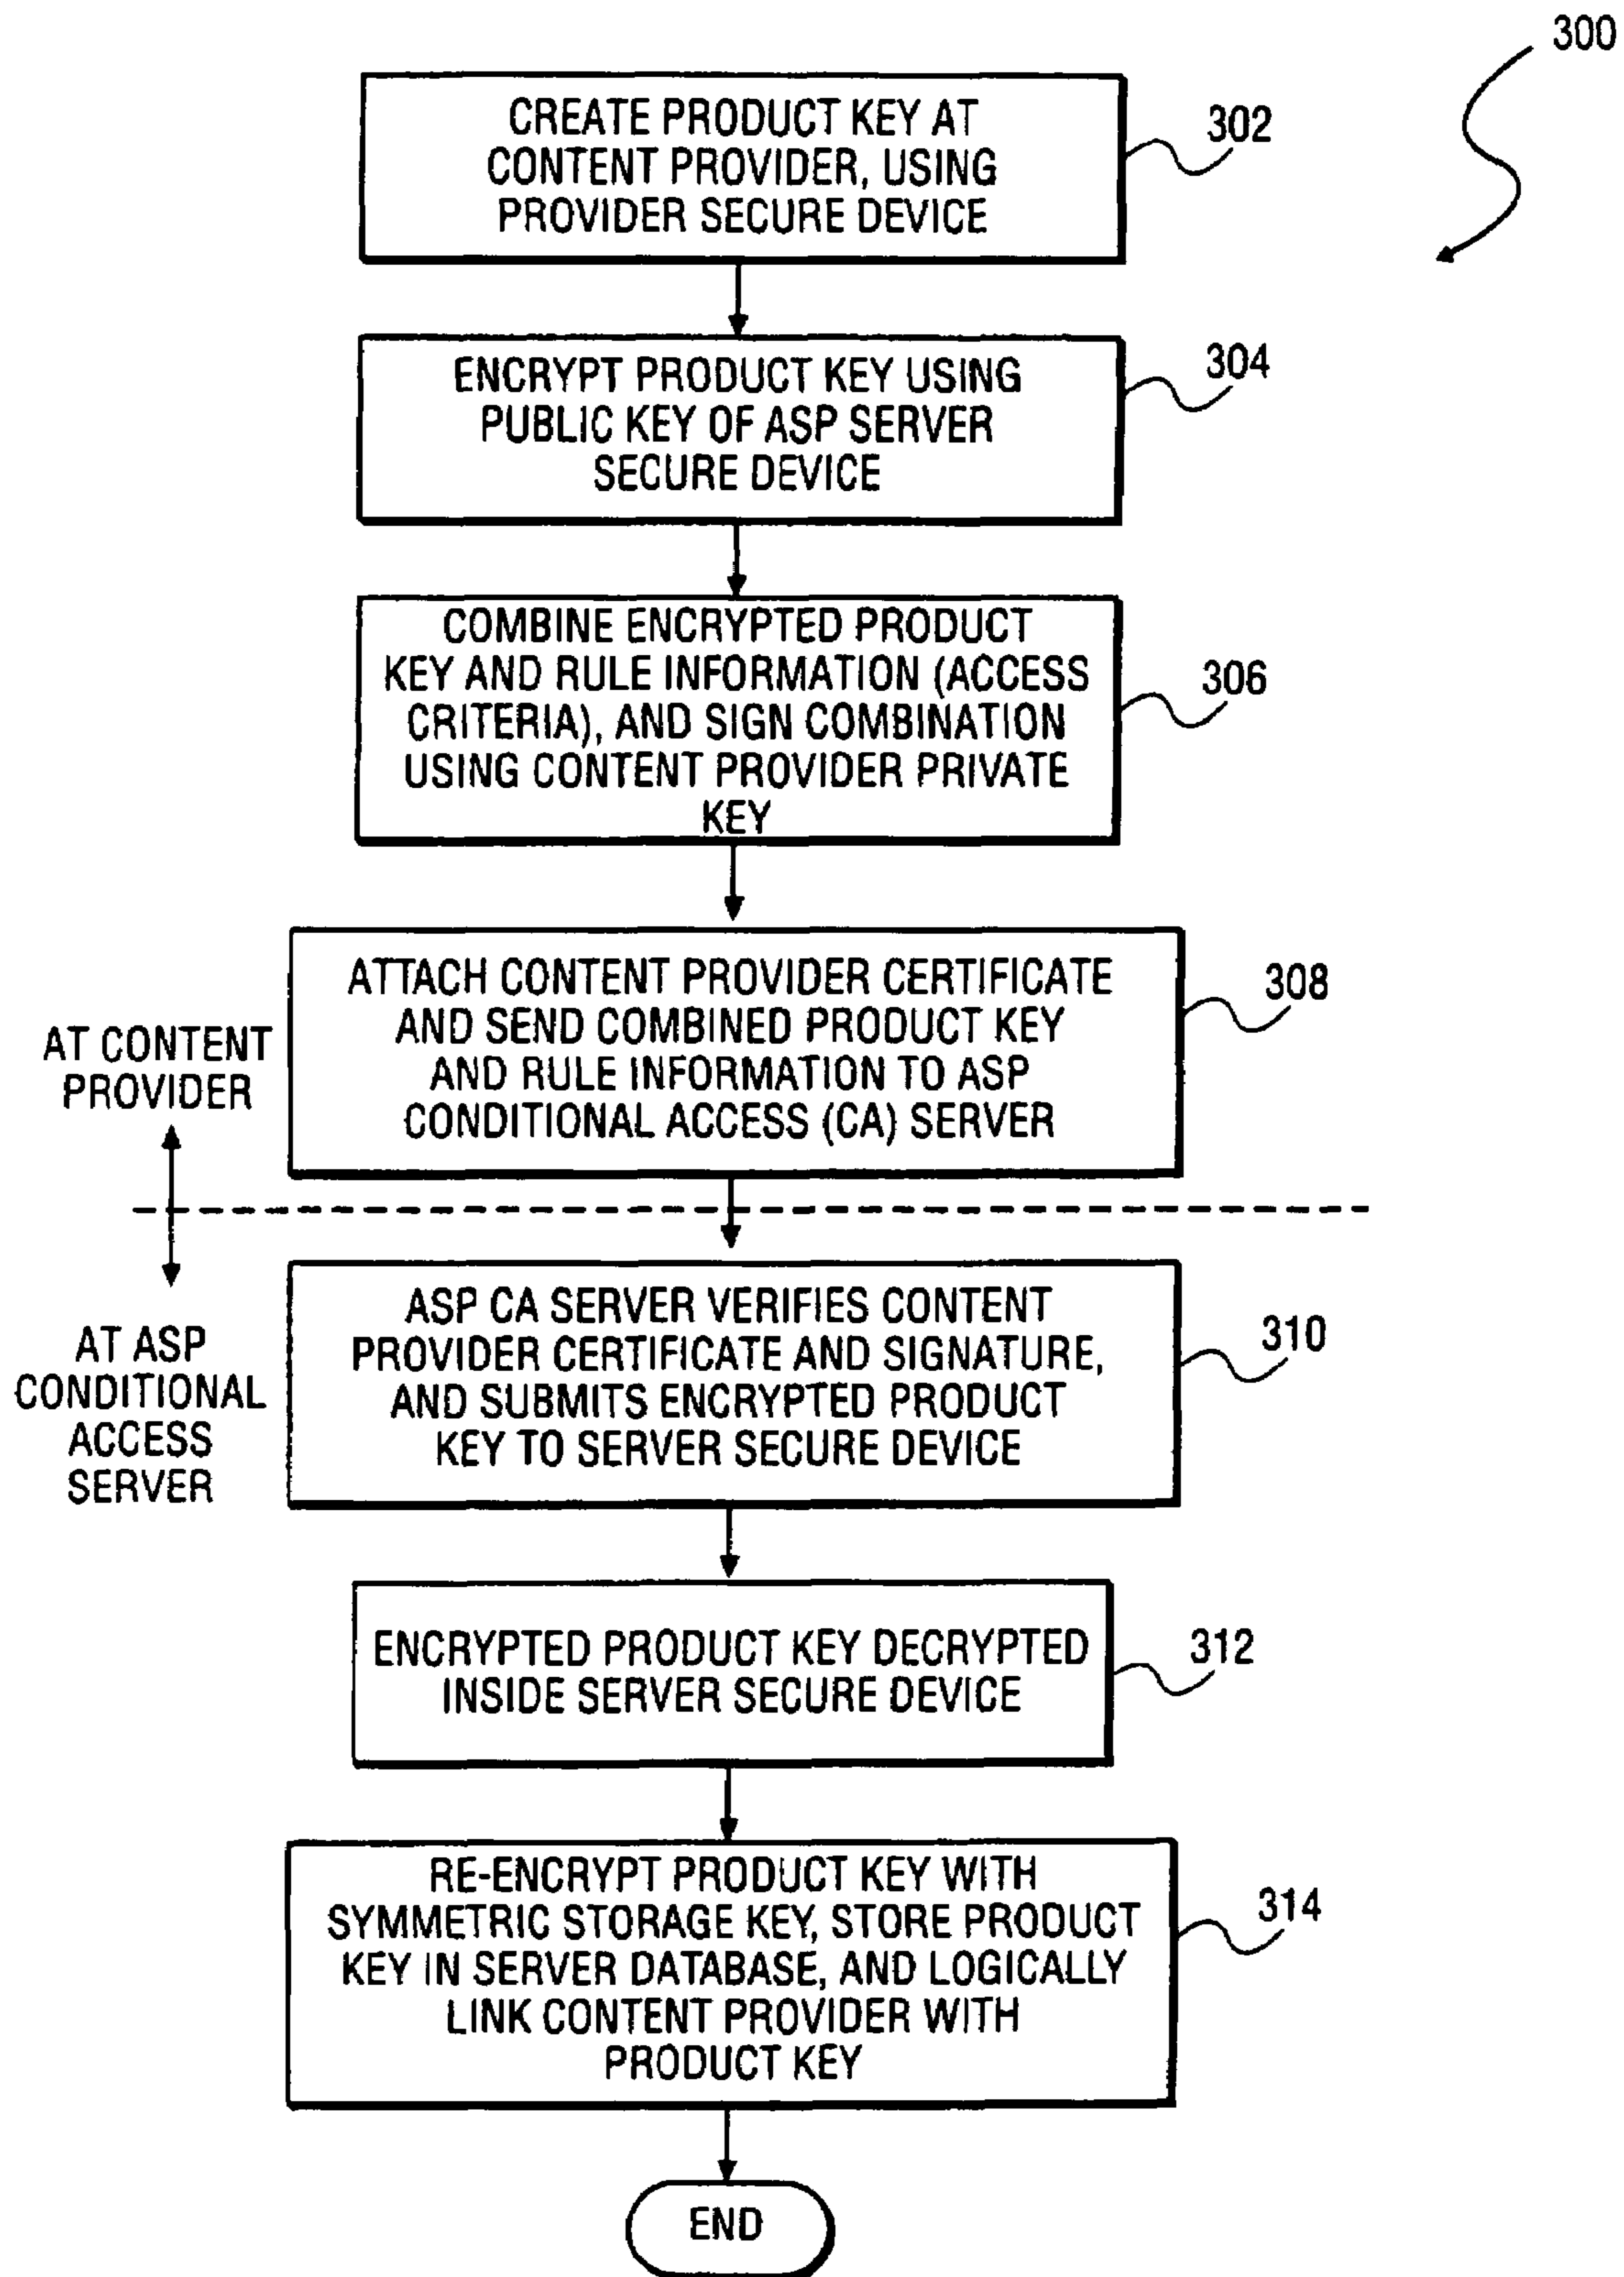 300
CREATE PRODUCT KEY AT
CONTENT PROVIDER, USING
PROVIDER SECURE DEVICE
302
ENCRYPT PRODUCT KEY USING
PUBLIC KEY OF ASP SERVER
SECURE DEVICE
304
COMBINE ENCRYPTED PRODUCT
KEY AND RULE INFORMATION (ACCESS
CRITERIA), AND SIGN COMBINATION
USING CONTENT PROVIDER PRIVATE
KEY
306
ATTACH CONTENT PROVIDER CERTIFICATE
AND SEND COMBINED PRODUCT KEY
AND RULE INFORMATION TO ASP
CONDITIONAL ACCESS (CA) SERVER
308
AT CONTENT
PROVIDER
AT ASP
CONDITIONAL
ACCESS
SERVER
ASP CA SERVER VERIFIES CONTENT
PROVIDER CERTIFICATE AND SIGNATURE,
AND SUBMITS ENCRYPTED PRODUCT
KEY TO SERVER SECURE DEVICE
310
ENCRYPTED PRODUCT KEY DECRYPTED
INSIDE SERVER SECURE DEVICE
312
RE-ENCRYPT PRODUCT KEY WITH
SYMMETRIC STORAGE KEY, STORE PRODUCT
KEY IN SERVER DATABASE, AND LOGICALLY
LINK CONTENT PROVIDER WITH
PRODUCT KEY
314
END